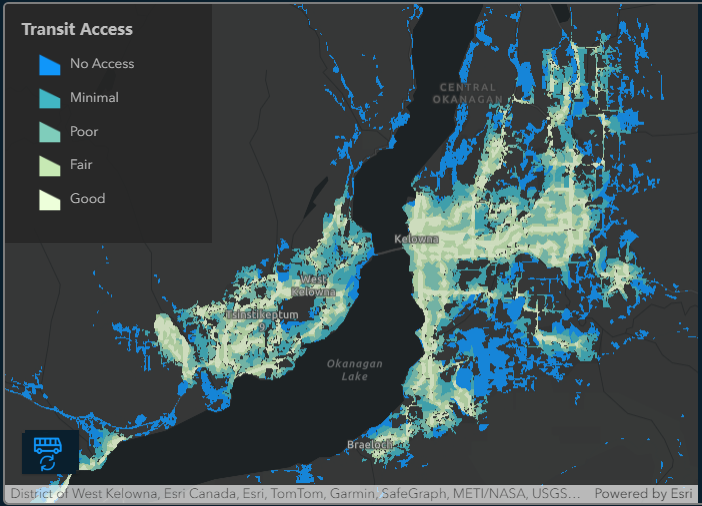 Transit Access
No Access
Minimal
Poor
Fair
Good
CENTRAL
OKANAGAN
Kelowna
West
Kelowna
Tsinstikeptum
9
Okanagan
Lake
Braeloch
District of West Kelowna, Esri Canada, Esri, TomTom, Garmin, SafeGraph, METI/NASA, USGS... Powered by Esri